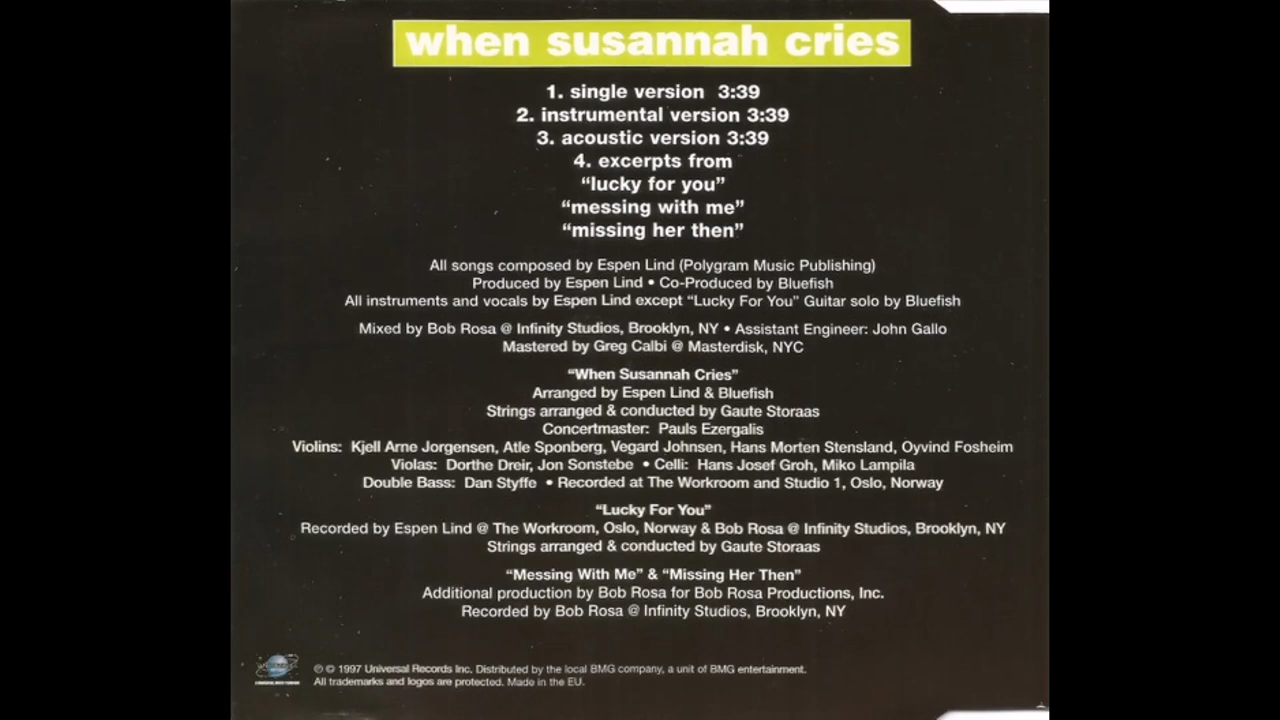 when susannah cries
1. single version 3:39
2. instrumental version 3:39
3. acoustic version 3:39
4. excerpts from
“lucky for you”
“messing with me”
“missing her then”
All songs composed by Espen Lind (Polygram Music Publishing)
Produced by Espen Lind • Co-Produced by Bluefish
All instruments and vocals by Espen Lind except “Lucky For You” Guitar solo by Bluefish
Mixed by Bob Rosa @ Infinity Studios, Brooklyn, NY • Assistant Engineer: John Gallo
Mastered by Greg Calbi @ Masterdisk, NYC
“When Susannah Cries”
Arranged by Espen Lind & Bluefish
Strings arranged & conducted by Gaute Storaas
Concertmaster: Pauls Ezergalis
Violins: Kjell Arne Jorgensen, Atle Sponberg, Vegard Johnsen, Hans Morten Stensland, Oyvind Fosheim
Violas: Dorthe Dreir, Jon Sonstebe • Celli: Hans Josef Groh, Miko Lampila
Double Bass: Dan Styffe • Recorded at The Workroom and Studio 1, Oslo, Norway
“Lucky For You”
Recorded by Espen Lind @ The Workroom, Oslo, Norway & Bob Rosa @ Infinity Studios, Brooklyn, NY
Strings arranged & conducted by Gaute Storaas
“Messing With Me” & “Missing Her Then”
Additional production by Bob Rosa for Bob Rosa Productions, Inc.
Recorded by Bob Rosa @ Infinity Studios, Brooklyn, NY
℗ © 1997 Universal Records Inc. Distributed by the local BMG company, a unit of BMG entertainment.
All trademarks and logos are protected. Made in the EU.